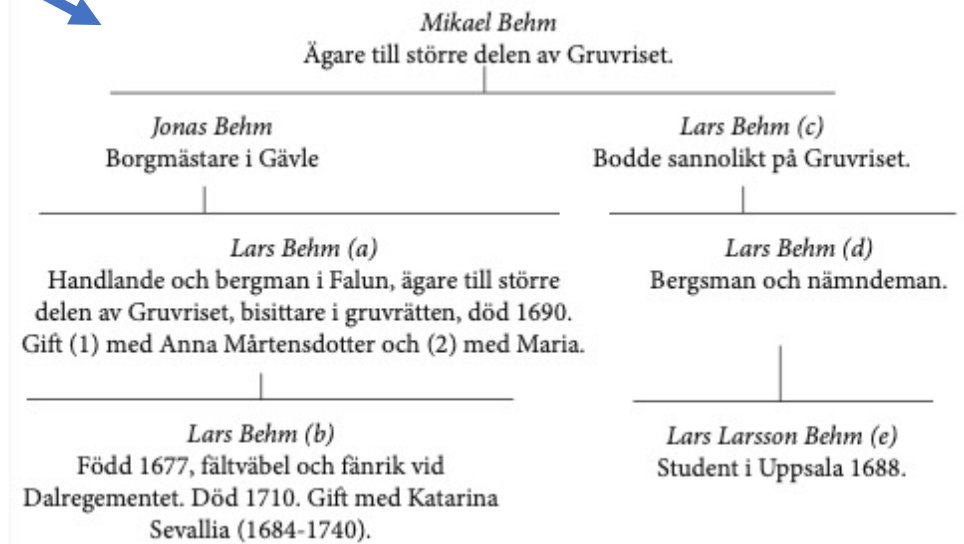 Mikael Behm
Ägare till större delen av Gruvriset.
Jonas Behm
Borgmästare i Gävle
Lars Behm (c)
Bodde sannolikt på Gruvriset.
Lars Behm (a)
Handlande och bergman i Falun, ägare till större
delen av Gruvriset, bisittare i gruvrätten, död 1690.
Gift (1) med Anna Mårtensdotter och (2) med Maria.
Lars Behm (d)
Bergsman och nämndeman.
Lars Behm (b)
Född 1677, fältväbel och fänrik vid
Dalregementet. Död 1710. Gift med Katarina
Sevallia (1684-1740).
Lars Larsson Behm (e)
Student i Uppsala 1688.